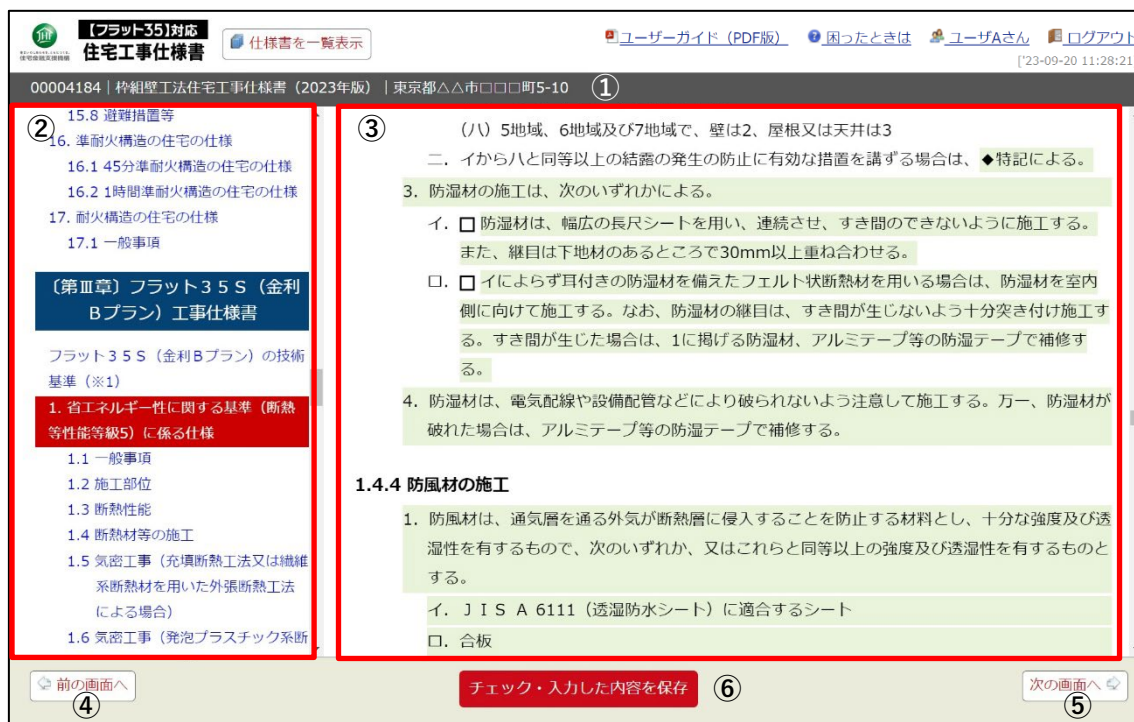 【フラット35】対応
住宅工事仕様書
仕様書を一覧表示
ユーザーガイド（PDF版）
困ったときは
ユーザAさん
ログアウト
['23-09-20 11:28:21
00004184｜枠組壁工法住宅工事仕様書（2023年版）｜東京都△△市□□□町5-10
①
②
15.8 避難措置等
16. 準耐火構造の住宅の仕様
16.1 45分準耐火構造の住宅の仕様
16.2 1時間準耐火構造の住宅の仕様
17. 耐火構造の住宅の仕様
17.1 一般事項
〔第Ⅲ章〕フラット３５Ｓ（金利
Ｂプラン）工事仕様書
フラット３５Ｓ（金利Ｂプラン）の技術
基準（※1）
1. 省エネルギー性に関する基準（断熱
等性能等級5）に係る仕様
1.1 一般事項
1.2 施工部位
1.3 断熱性能
1.4 断熱材等の施工
1.5 気密工事（充填断熱工法又は繊維
系断熱材を用いた外張断熱工法
による場合）
1.6 気密工事（発泡プラスチック系断
③
（ハ）5地域、6地域及び7地域で、壁は2、屋根又は天井は3
ニ．イからハと同等以上の結露の発生の防止に有効な措置を講ずる場合は、◆特記による。
3．防湿材の施工は、次のいずれかによる。
イ．□ 防湿材は、幅広の長尺シートを用い、連続させ、すき間のできないように施工する。
また、継目は下地材のあるところで30mm以上重ね合わせる。
ロ．□ イによらず耳付きの防湿材を備えたフェルト状断熱材を用いる場合は、防湿材を室内
側に向けて施工する。なお、防湿材の継目は、すき間が生じないよう十分突き付け施工す
る。すき間が生じた場合は、1に掲げる防湿材、アルミテープ等の防湿テープで補修す
る。
4．防湿材は、電気配線や設備配管などにより破られないよう注意して施工する。万一、防湿材が
破れた場合は、アルミテープ等の防湿テープで補修する。
1.4.4 防風材の施工
1．防風材は、通気層を通る外気が断熱層に侵入することを防止する材料とし、十分な強度及び透
湿性を有するもので、次のいずれか、又はこれらと同等以上の強度及び透湿性を有するものと
する。
イ．ＪＩＳ Ａ 6111（透湿防水シート）に適合するシート
ロ．合板
前の画面へ
④
チェック・入力した内容を保存
⑥
次の画面へ
⑤